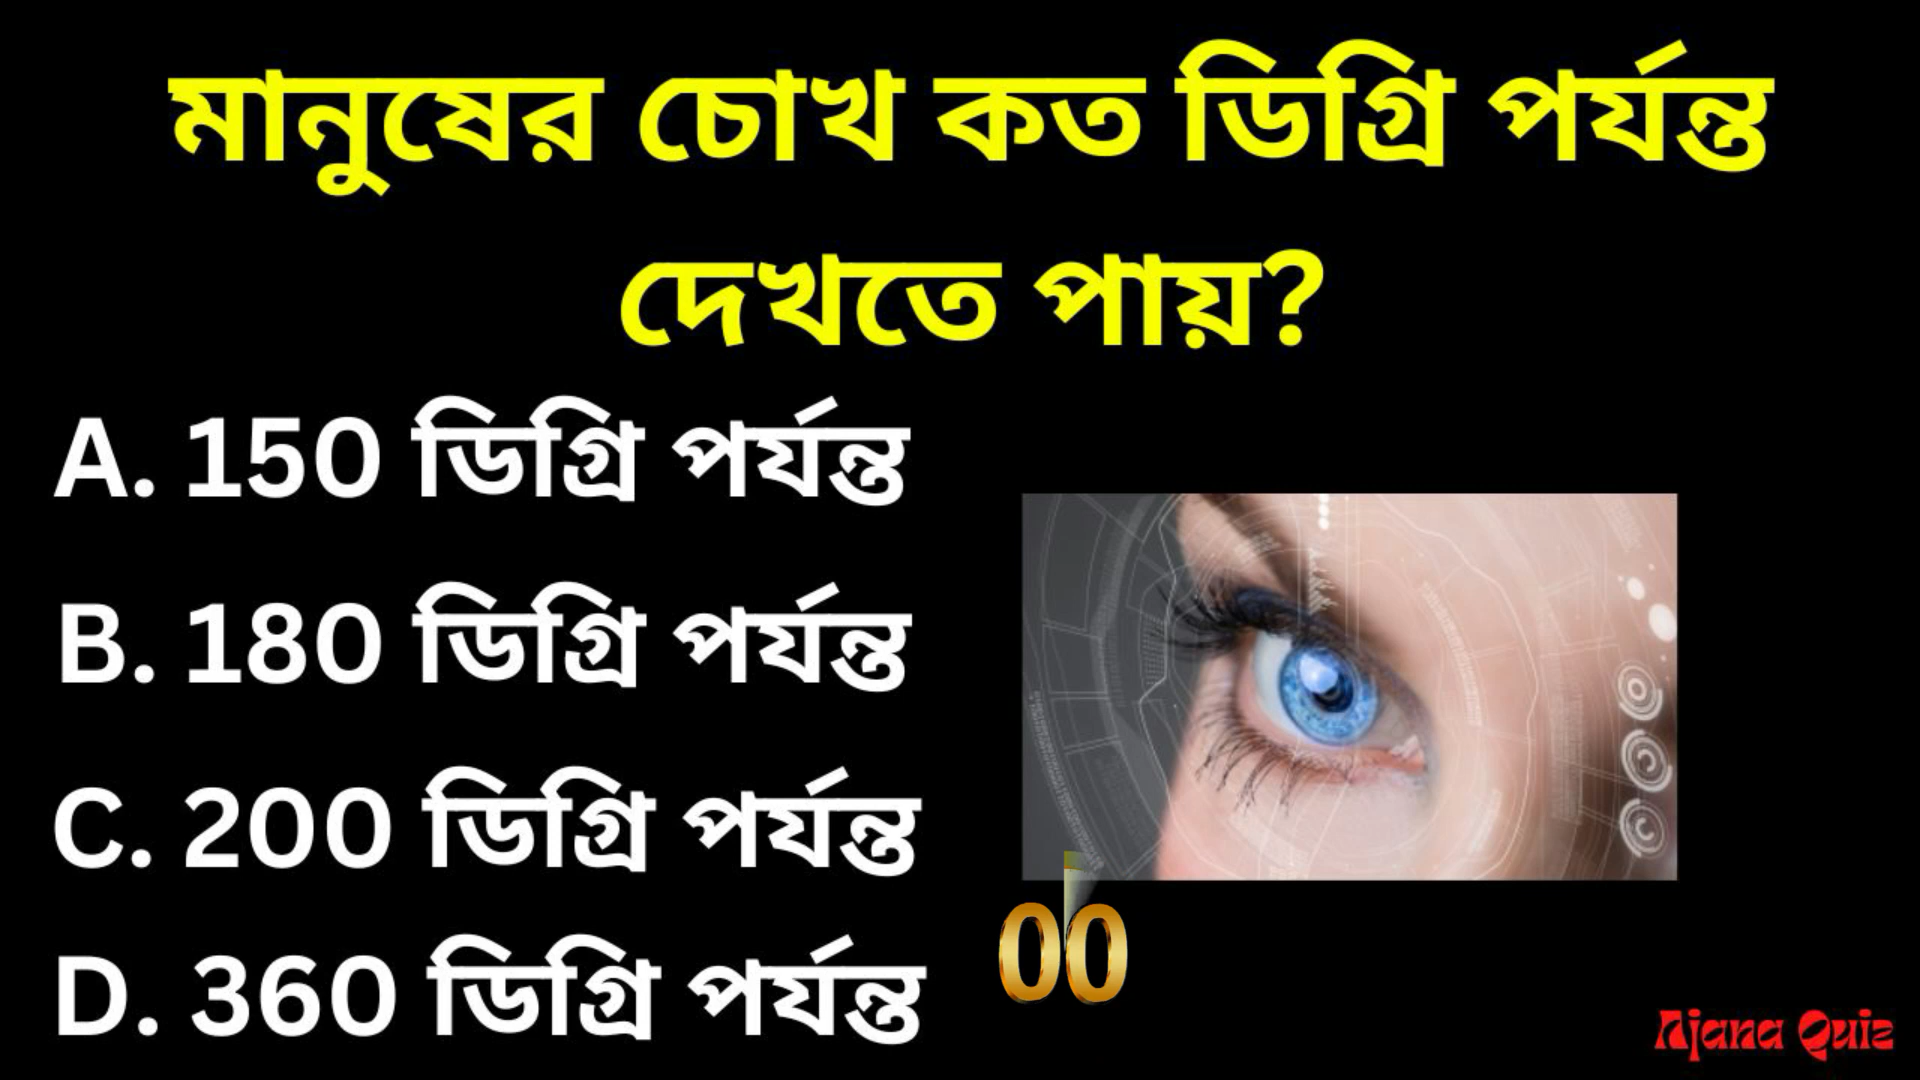 মানুষের চোখ কত ডিগ্রি পর্যন্ত
দেখতে পায়?
A. 150 ডিগ্রি পর্যন্ত
B. 180 ডিগ্রি পর্যন্ত
C. 200 ডিগ্রি পর্যন্ত
D. 360 ডিগ্রি পর্যন্ত
00
Ajana Quiz